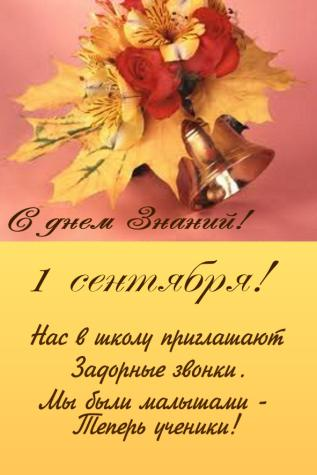 С днем Знаний!
1 сентября!
Нас в школу приглашают
Задорные звонки.
Мы были малышами -
Теперь ученики!